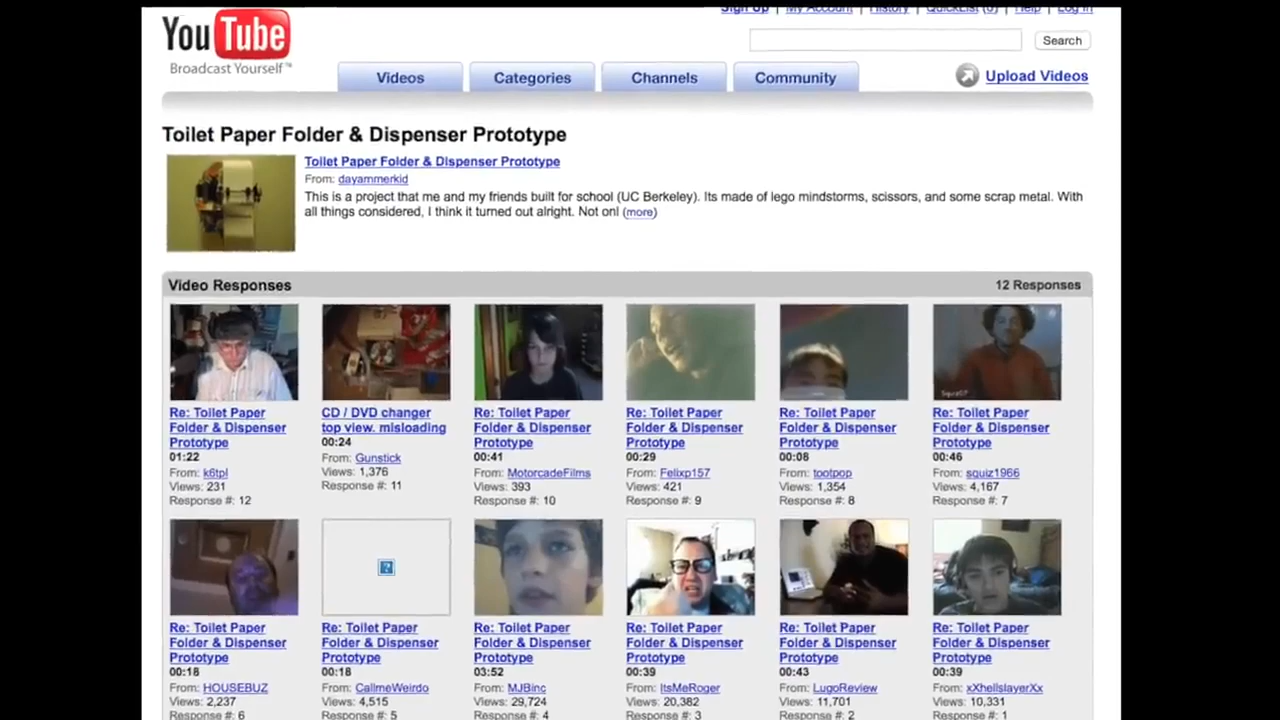 Sign Up | My Account | History | QuickList (0) | Help | Log In
YouTube
Broadcast Yourself™
Search
Videos
Categories
Channels
Community
Upload Videos
Toilet Paper Folder & Dispenser Prototype
Toilet Paper Folder & Dispenser Prototype
From: dayammerkid
This is a project that me and my friends built for school (UC Berkeley). Its made of lego mindstorms, scissors, and some scrap metal. With
all things considered, I think it turned out alright. Not onl (more)
Video Responses
12 Responses
Re: Toilet Paper
Folder & Dispenser
Prototype
01:22
From: k6tpl
Views: 231
Response #: 12
CD / DVD changer
top view. misloading
00:24
From: Gunstick
Views: 1,376
Response #: 11
Re: Toilet Paper
Folder & Dispenser
Prototype
00:41
From: MotorcadeFilms
Views: 393
Response #: 10
Re: Toilet Paper
Folder & Dispenser
Prototype
00:29
From: Felixp157
Views: 421
Response #: 9
Re: Toilet Paper
Folder & Dispenser
Prototype
00:08
From: tootpop
Views: 1,354
Response #: 8
Re: Toilet Paper
Folder & Dispenser
Prototype
00:46
From: squiz1966
Views: 4,167
Response #: 7
Re: Toilet Paper
Folder & Dispenser
Prototype
00:18
From: HOUSEBUZ
Views: 2,237
Response #: 6
?
Re: Toilet Paper
Folder & Dispenser
Prototype
00:18
From: CallmeWeirdo
Views: 4,515
Response #: 5
Re: Toilet Paper
Folder & Dispenser
Prototype
03:52
From: MJBinc
Views: 29,724
Response #: 4
Re: Toilet Paper
Folder & Dispenser
Prototype
00:39
From: ItsMeRoger
Views: 20,382
Response #: 3
Re: Toilet Paper
Folder & Dispenser
Prototype
00:43
From: LugoReview
Views: 11,701
Response #: 2
Re: Toilet Paper
Folder & Dispenser
Prototype
00:39
From: xXhellslayerXx
Views: 10,331
Response #: 1